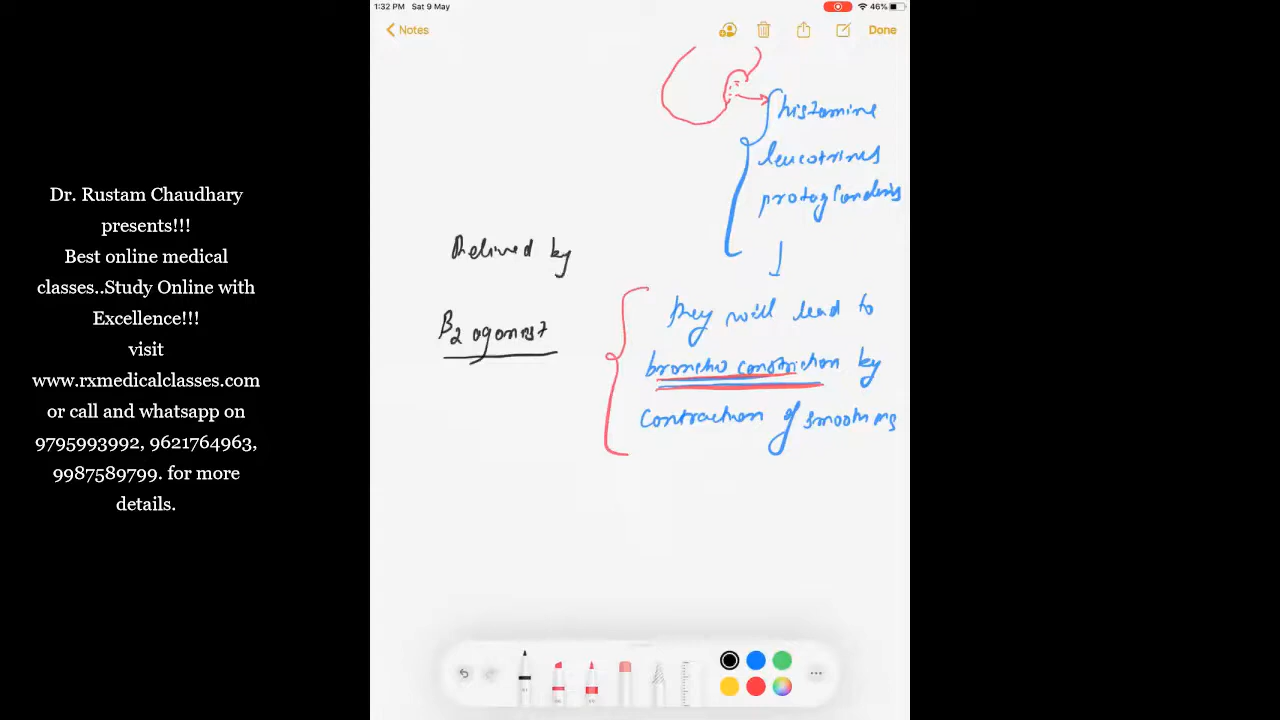 1:32 PM Sat 9 May
46%
Notes
Done
Dr. Rustam Chaudhary
presents!!!
Best online medical
classes..Study Online with
Excellence!!!
visit
www.rxmedicalclasses.com
or call and whatsapp on
9795993992, 9621764963,
9987589799. for more
details.
histamine
leucotrines
they will lead to
broncho constriction by
contraction of smooth ms
by
β2 agonist